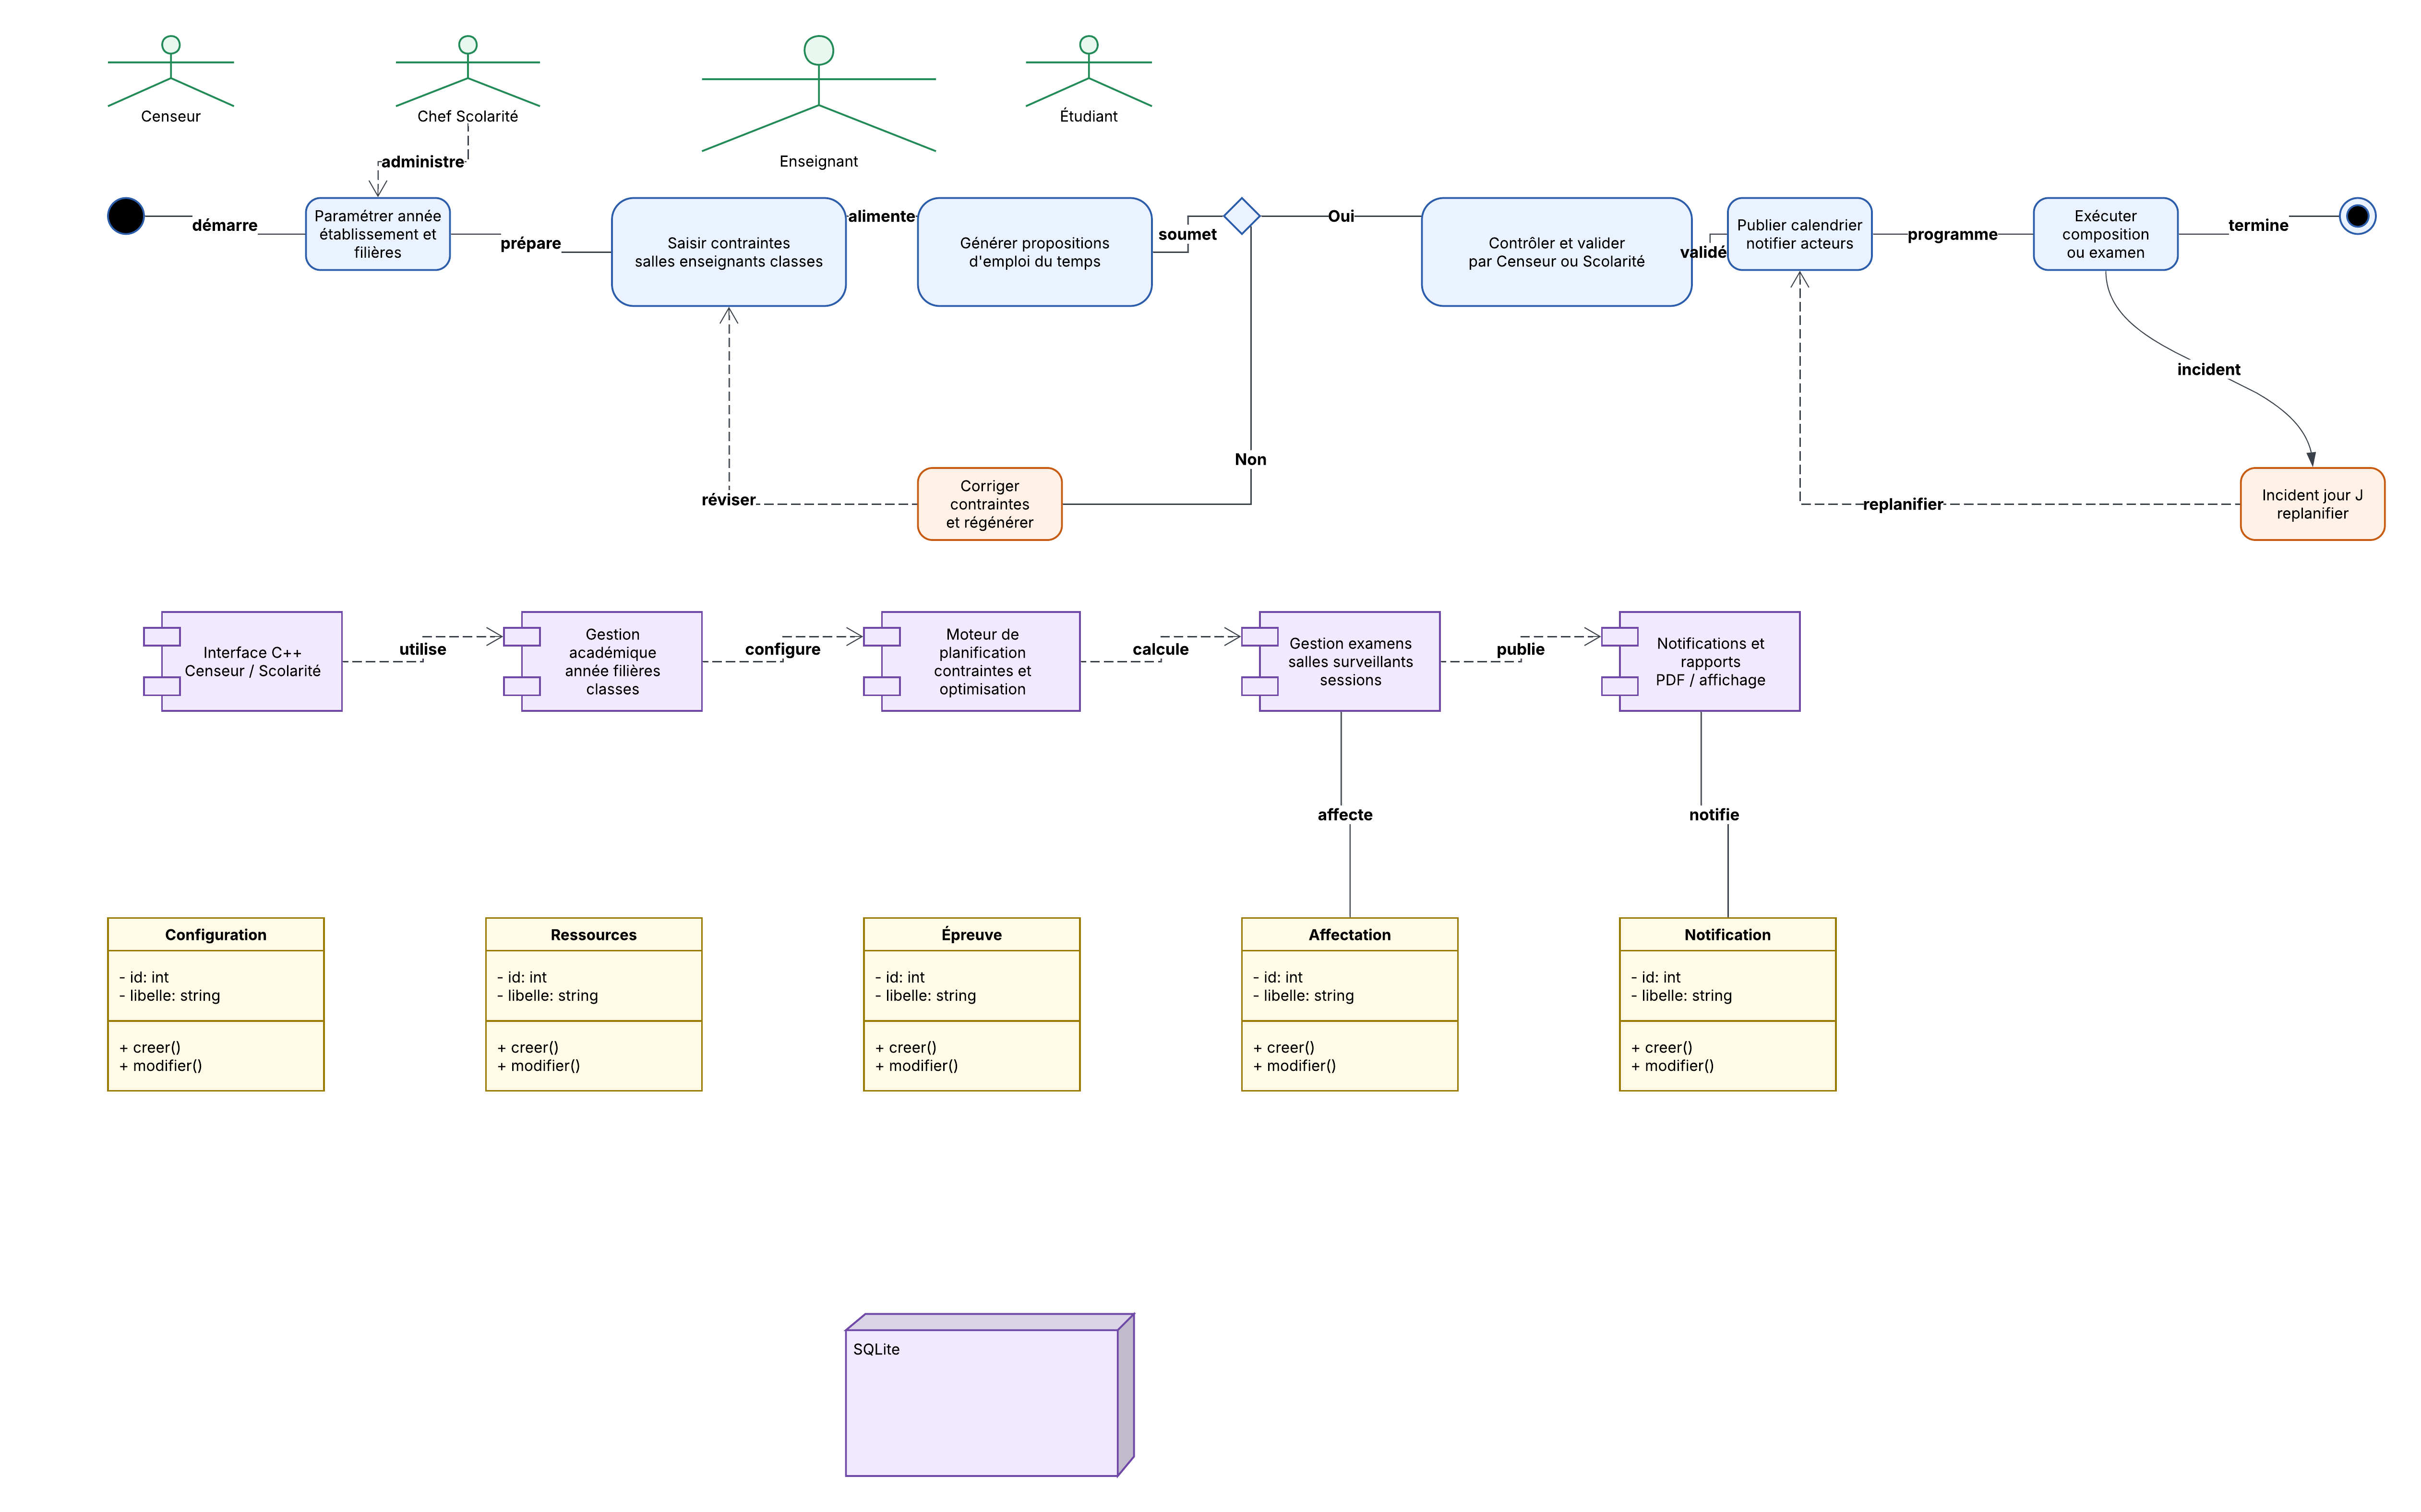 Censeur
Chef Scolarité
Enseignant
Étudiant
administre
démarre
Paramétrer année
établissement et
filières
prépare
Saisir contraintes
salles enseignants classes
alimente
Générer propositions
d'emploi du temps
soumet
Oui
Contrôler et valider
par Censeur ou Scolarité
validé
Publier calendrier
notifier acteurs
programme
Exécuter
composition
ou examen
termine
incident
Non
réviser
Corriger
contraintes
et régénérer
replanifier
Incident jour J
replanifier
Interface C++
Censeur / Scolarité
utilise
Gestion
académique
année filières
classes
configure
Moteur de
planification
contraintes et
optimisation
calcule
Gestion examens
salles surveillants
sessions
publie
Notifications et
rapports
PDF / affichage
affecte
notifie
Configuration
- id: int
- libelle: string
+ creer()
+ modifier()
Ressources
- id: int
- libelle: string
+ creer()
+ modifier()
Épreuve
- id: int
- libelle: string
+ creer()
+ modifier()
Affectation
- id: int
- libelle: string
+ creer()
+ modifier()
Notification
- id: int
- libelle: string
+ creer()
+ modifier()
SQLite